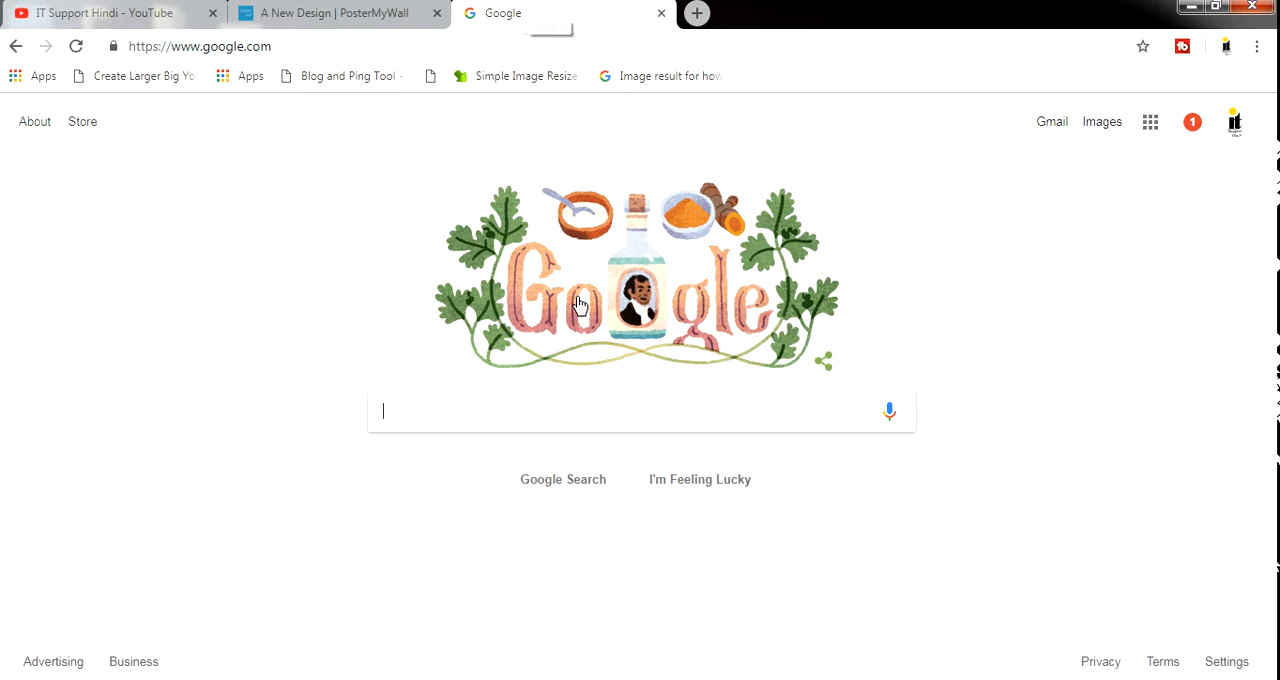 IT Support Hindi - YouTube
A New Design | PosterMyWall
Google
https://www.google.com
Apps
Create Larger Big Yo
Apps
Blog and Ping Tool -
Simple Image Resize
Image result for how
About
Store
Gmail
Images
1
Google
Google Search
I'm Feeling Lucky
Advertising
Business
Privacy
Terms
Settings